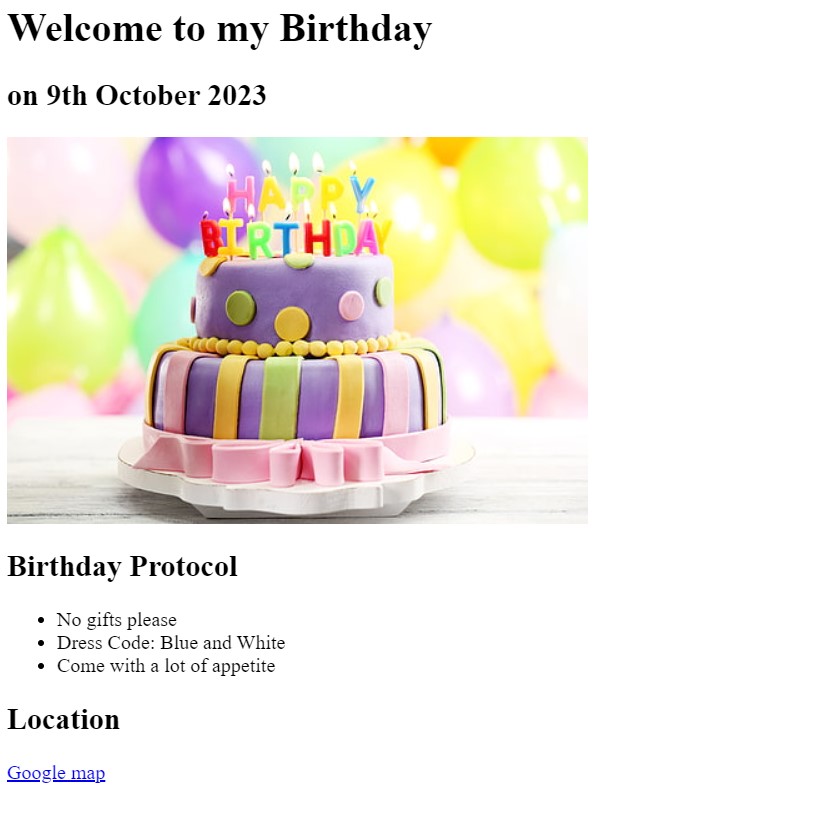 Welcome to my Birthday
on 9th October 2023
HAPPY
BIRTHDAY
Birthday Protocol
No gifts please
Dress Code: Blue and White
Come with a lot of appetite
Location
Google map